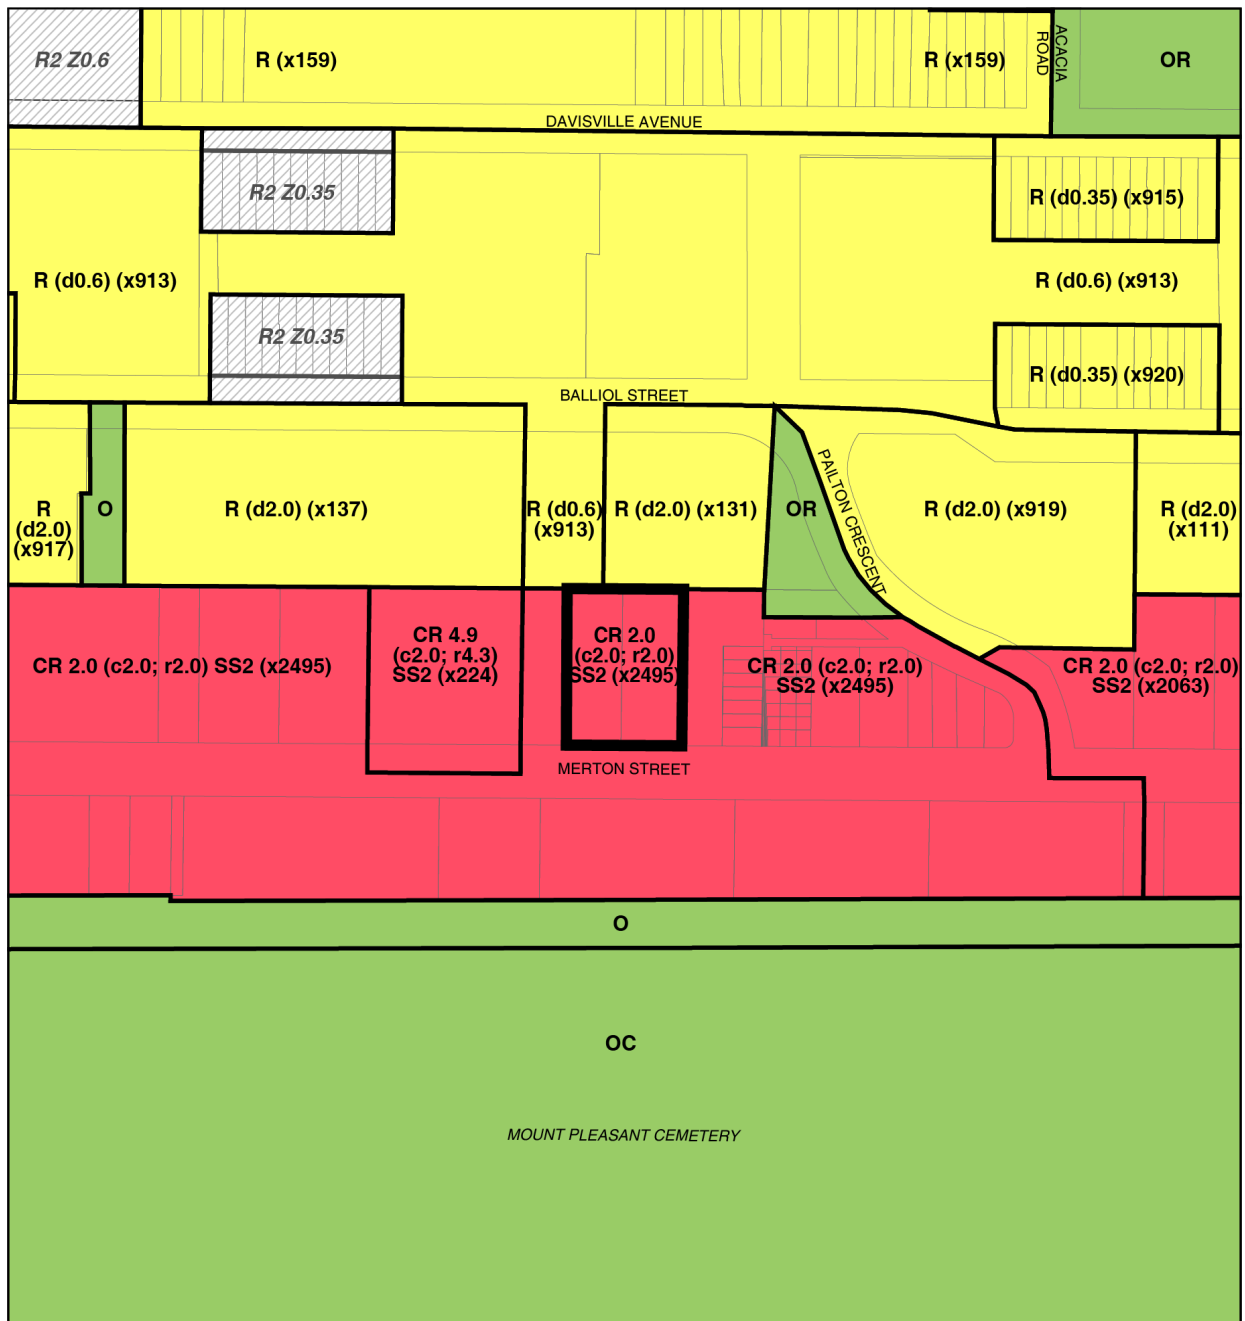 R2 Z0.6
R (x159)
R (x159)
ACACIA
ROAD
OR
DAVISVILLE AVENUE
R2 Z0.35
R (d0.35) (x915)
R (d0.6) (x913)
R (d0.6) (x913)
R2 Z0.35
R (d0.35) (x920)
BALLIOL STREET
R
(d2.0)
(x917)
O
R (d2.0) (x137)
R (d0.6)
(x913)
R (d2.0) (x131)
OR
PAILTON CRESCENT
R (d2.0) (x919)
R (d2.0)
(x111)
CR 2.0 (c2.0; r2.0) SS2 (x2495)
CR 4.9
(c2.0; r4.3)
SS2 (x224)
CR 2.0
(c2.0; r2.0)
SS2 (x2495)
CR 2.0 (c2.0; r2.0)
SS2 (x2495)
CR 2.0 (c2.0; r2.0)
SS2 (x2063)
MERTON STREET
O
OC
MOUNT PLEASANT CEMETERY